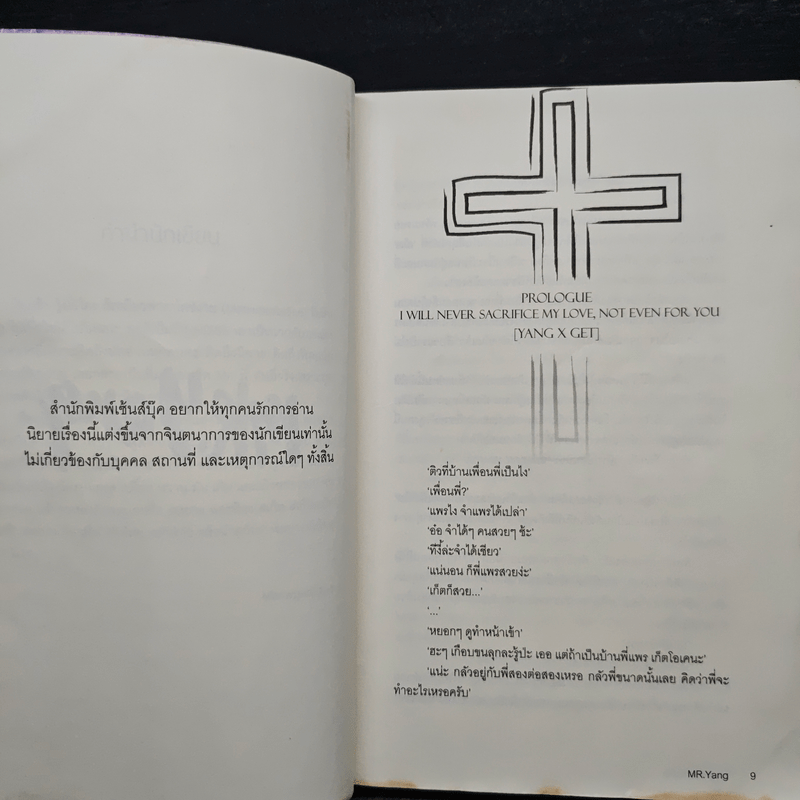 สำนักพิมพ์เซ้นส์บุ๊ค อยากให้ทุกคนรักการอ่าน
นิยายเรื่องนี้แต่งขึ้นจากจินตนาการของนักเขียนเท่านั้น
ไม่เกี่ยวข้องกับบุคคล สถานที่ และเหตุการณ์ใดๆ ทั้งสิ้น
PROLOGUE
I WILL NEVER SACRIFICE MY LOVE, NOT EVEN FOR YOU
[YANG X GET]
'ติวที่บ้านเพื่อนพี่เป็นไง'
'เพื่อนพี่?'
'แพรไง จำแพรได้เปล่า'
'อ๋อ จำได้ๆ คนสวยๆ ซ้ะ'
'ทีงี้ล่ะจำได้เชียว'
'แน่นอน ก็พี่แพรสวยง่ะ'
'เก็ตก็สวย...'
'...'
'หยอกๆ ดูทำหน้าเข้า'
'ฮะๆ เกือบขนลุกละรู้ป่ะ เออ แต่ถ้าเป็นบ้านพี่แพร เก็ตโอเคนะ'
'แน่ะ กลัวอยู่กับพี่สองต่อสองเหรอ กลัวพี่ขนาดนั้นเลย คิดว่าพี่จะ
ทำอะไรเหรอครับ'
MR.Yang 9